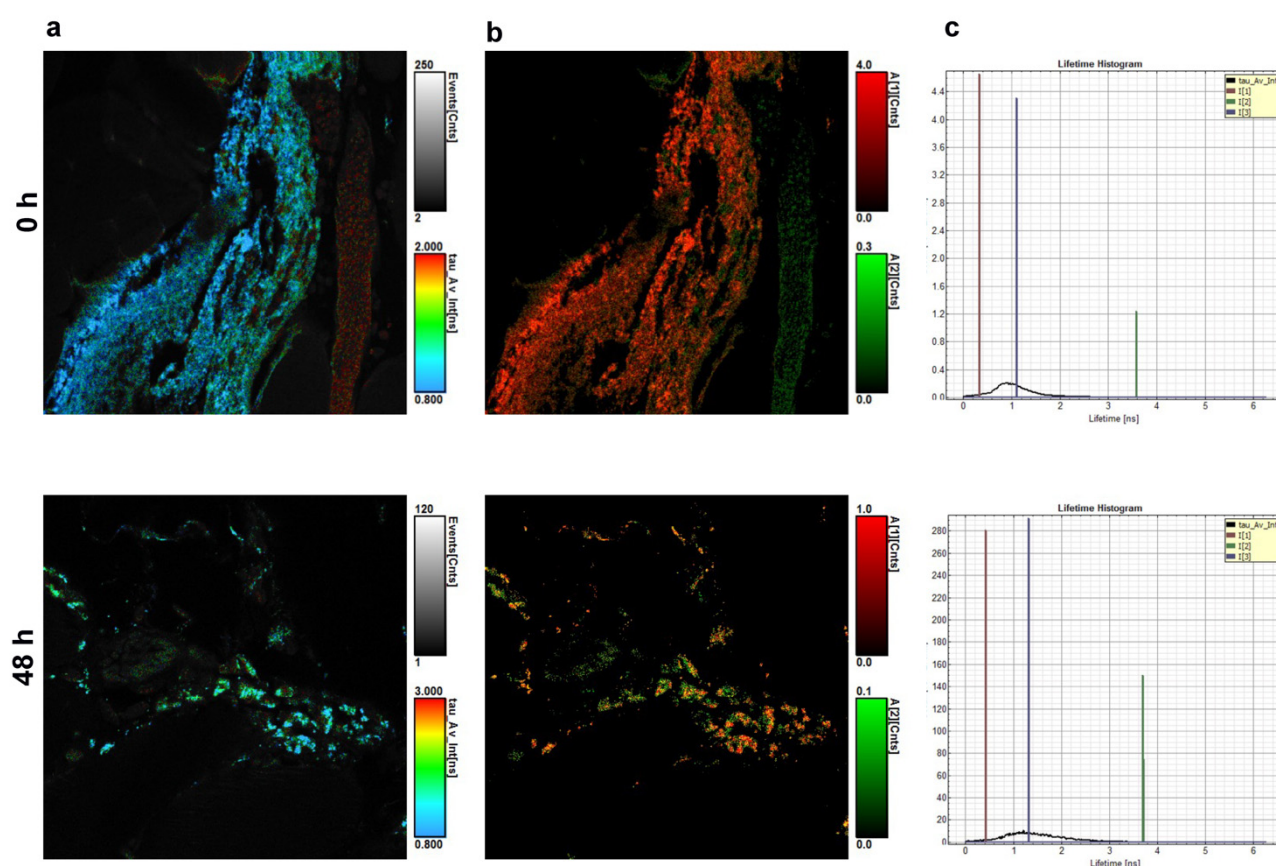 a
b
c
0 h
250
Events[Cnts]
2
2.000
tau_Av_Int[ns]
0.800
4.0
A[1][Cnts]
0.0
0.3
A[2][Cnts]
0.0
Lifetime Histogram
tau_Av_Int
I[1]
I[2]
I[3]
4.4
4.0
3.6
3.2
2.8
2.4
2.0
1.6
1.2
0.8
0.4
0.0
0 1 2 3 4 5 6
Lifetime [ns]
48 h
120
Events[Cnts]
1
3.000
tau_Av_Int[ns]
0.800
1.0
A[1][Cnts]
0.0
0.1
A[2][Cnts]
0.0
Lifetime Histogram
tau_Av_Int
I[1]
I[2]
I[3]
280
260
240
220
200
180
160
140
120
100
80
60
40
20
0
0 1 2 3 4 5 6
Lifetime [ns]